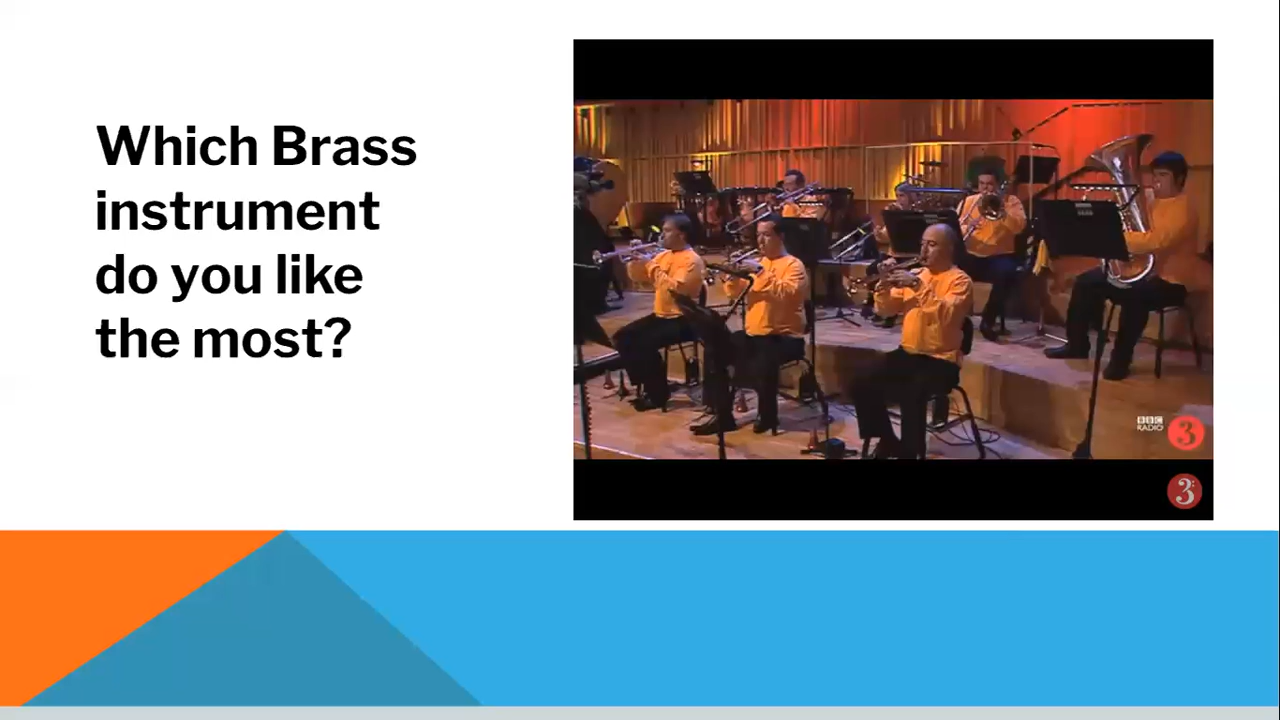 Which Brass
instrument
do you like
the most?
BBC
RADIO
3
3